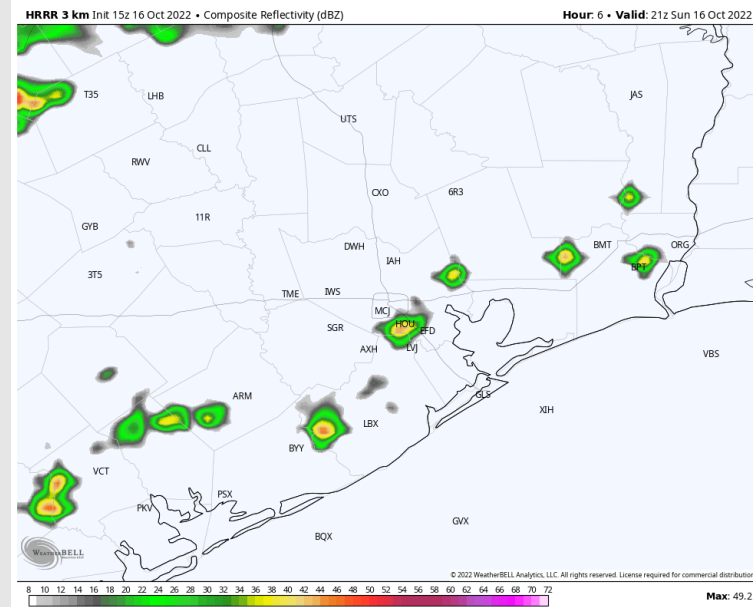 HRRR 3 km Init 15z 16 Oct 2022 • Composite Reflectivity (dBZ) Hour: 6 • Valid: 21z Sun 16 Oct 2022
T35 LHB JAS
UTS
CLL
RWV
CXO 6R3
11R
GYB
DWH BMT ORG
IAH
3T5 BPT
TME IWS
MCJ
SGR HOU EFD
AXH LVJ
VBS
ARM GLS
XIH
LBX
BYY
VCT
PSX
PKV
GVX
BQX
WEATHERBELL
© 2022 WeatherBELL Analytics, LLC. All rights reserved. License required for commercial distribution
8 10 12 14 16 18 20 22 24 26 28 30 32 34 36 38 40 42 44 46 48 50 52 54 56 58 60 62 64 66 68 70 72
Max: 49.2